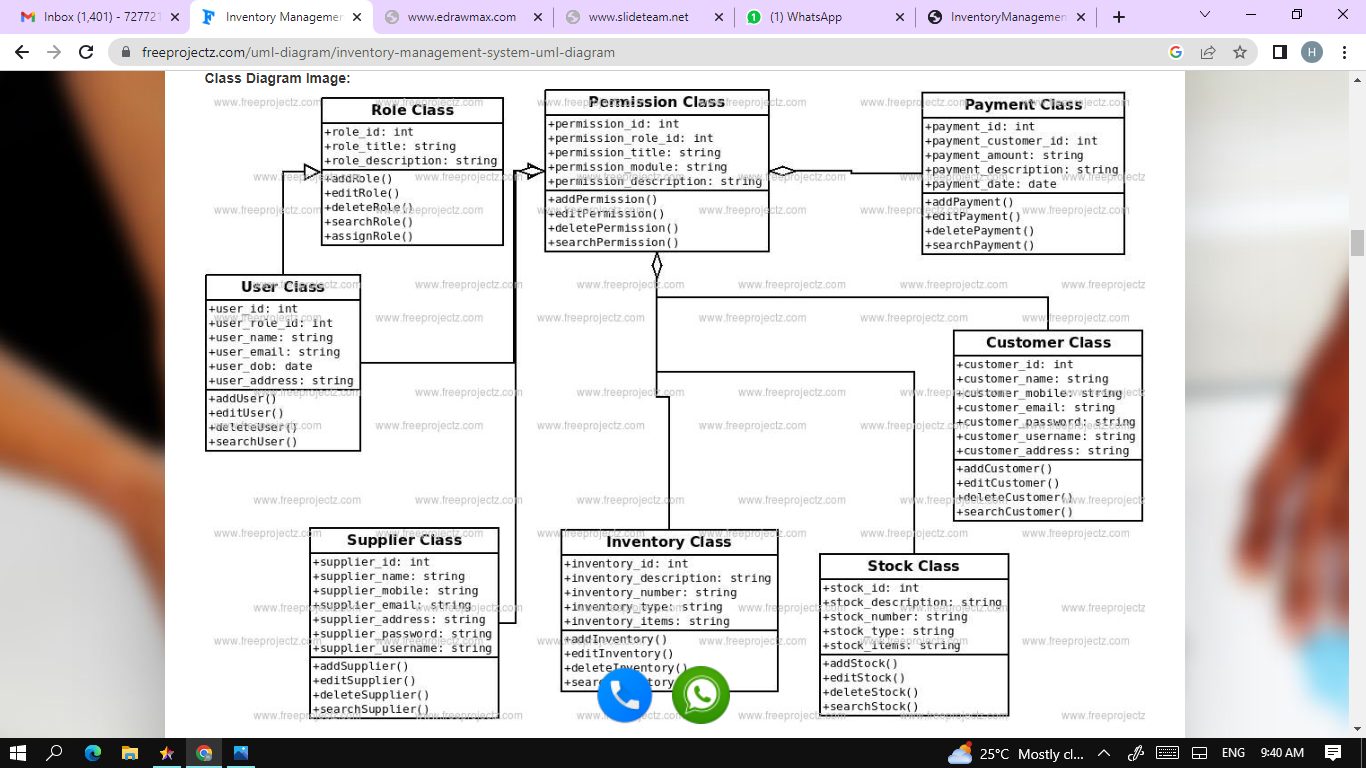 Inbox (1,401) - 727721
Inventory Managemen
www.edrawmax.com
www.slideteam.net
(1) WhatsApp
InventoryManagemen
freeprojectz.com/uml-diagram/inventory-management-system-uml-diagram
H
Class Diagram Image:
Role Class
+role_id: int
+role_title: string
+role_description: string
+addRole()
+editRole()
+deleteRole()
+searchRole()
+assignRole()
Permission Class
+permission_id: int
+permission_role_id: int
+permission_title: string
+permission_module: string
+permission_description: string
+addPermission()
+editPermission()
+deletePermission()
+searchPermission()
Payment Class
+payment_id: int
+payment_customer_id: int
+payment_amount: string
+payment_description: string
+payment_date: date
+addPayment()
+editPayment()
+deletePayment()
+searchPayment()
User Class
+user_id: int
+user_role_id: int
+user_name: string
+user_email: string
+user_dob: date
+user_address: string
+addUser()
+editUser()
+deleteUser()
+searchUser()
Customer Class
+customer_id: int
+customer_name: string
+customer_mobile: string
+customer_email: string
+customer_password: string
+customer_username: string
+customer_address: string
+addCustomer()
+editCustomer()
+deleteCustomer()
+searchCustomer()
Supplier Class
+supplier_id: int
+supplier_name: string
+supplier_mobile: string
+supplier_email: string
+supplier_address: string
+supplier_password: string
+supplier_username: string
+addSupplier()
+editSupplier()
+deleteSupplier()
+searchSupplier()
Inventory Class
+inventory_id: int
+inventory_description: string
+inventory_number: string
+inventory_type: string
+inventory_items: string
+addInventory()
+editInventory()
+deleteInventory()
Stock Class
+stock_id: int
+stock_description: string
+stock_number: string
+stock_type: string
+stock_items: string
+addStock()
+editStock()
+deleteStock()
+searchStock()
www.freeprojectz.com
25°C Mostly cl...
ENG
9:40 AM